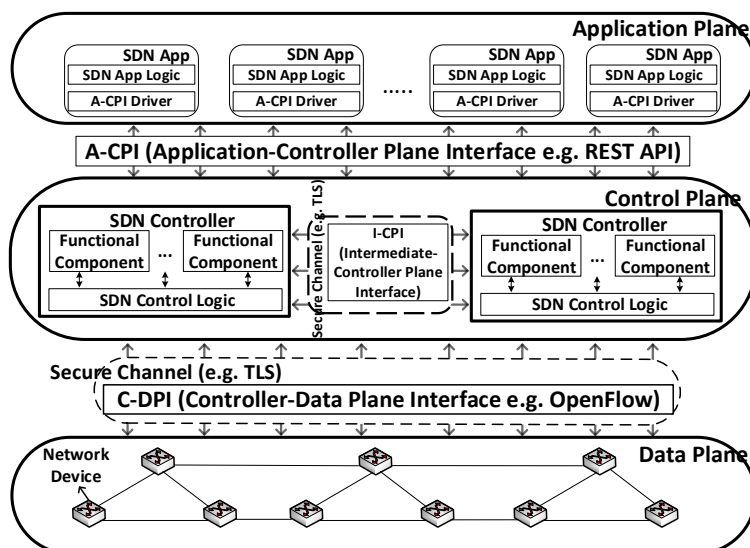 Application Plane
SDN App
SDN App Logic
A-CPI Driver
SDN App
SDN App Logic
A-CPI Driver
.....
SDN App
SDN App Logic
A-CPI Driver
SDN App
SDN App Logic
A-CPI Driver
A-CPI (Application-Controller Plane Interface e.g. REST API)
Control Plane
SDN Controller
Functional
Component
...
Functional
Component
SDN Control Logic
Secure Channel (e.g. TLS)
I-CPI
(Intermediate-
Controller Plane
Interface)
SDN Controller
Functional
Component
...
Functional
Component
SDN Control Logic
Secure Channel (e.g. TLS)
C-DPI (Controller-Data Plane Interface e.g. OpenFlow)
Data Plane
Network
Device